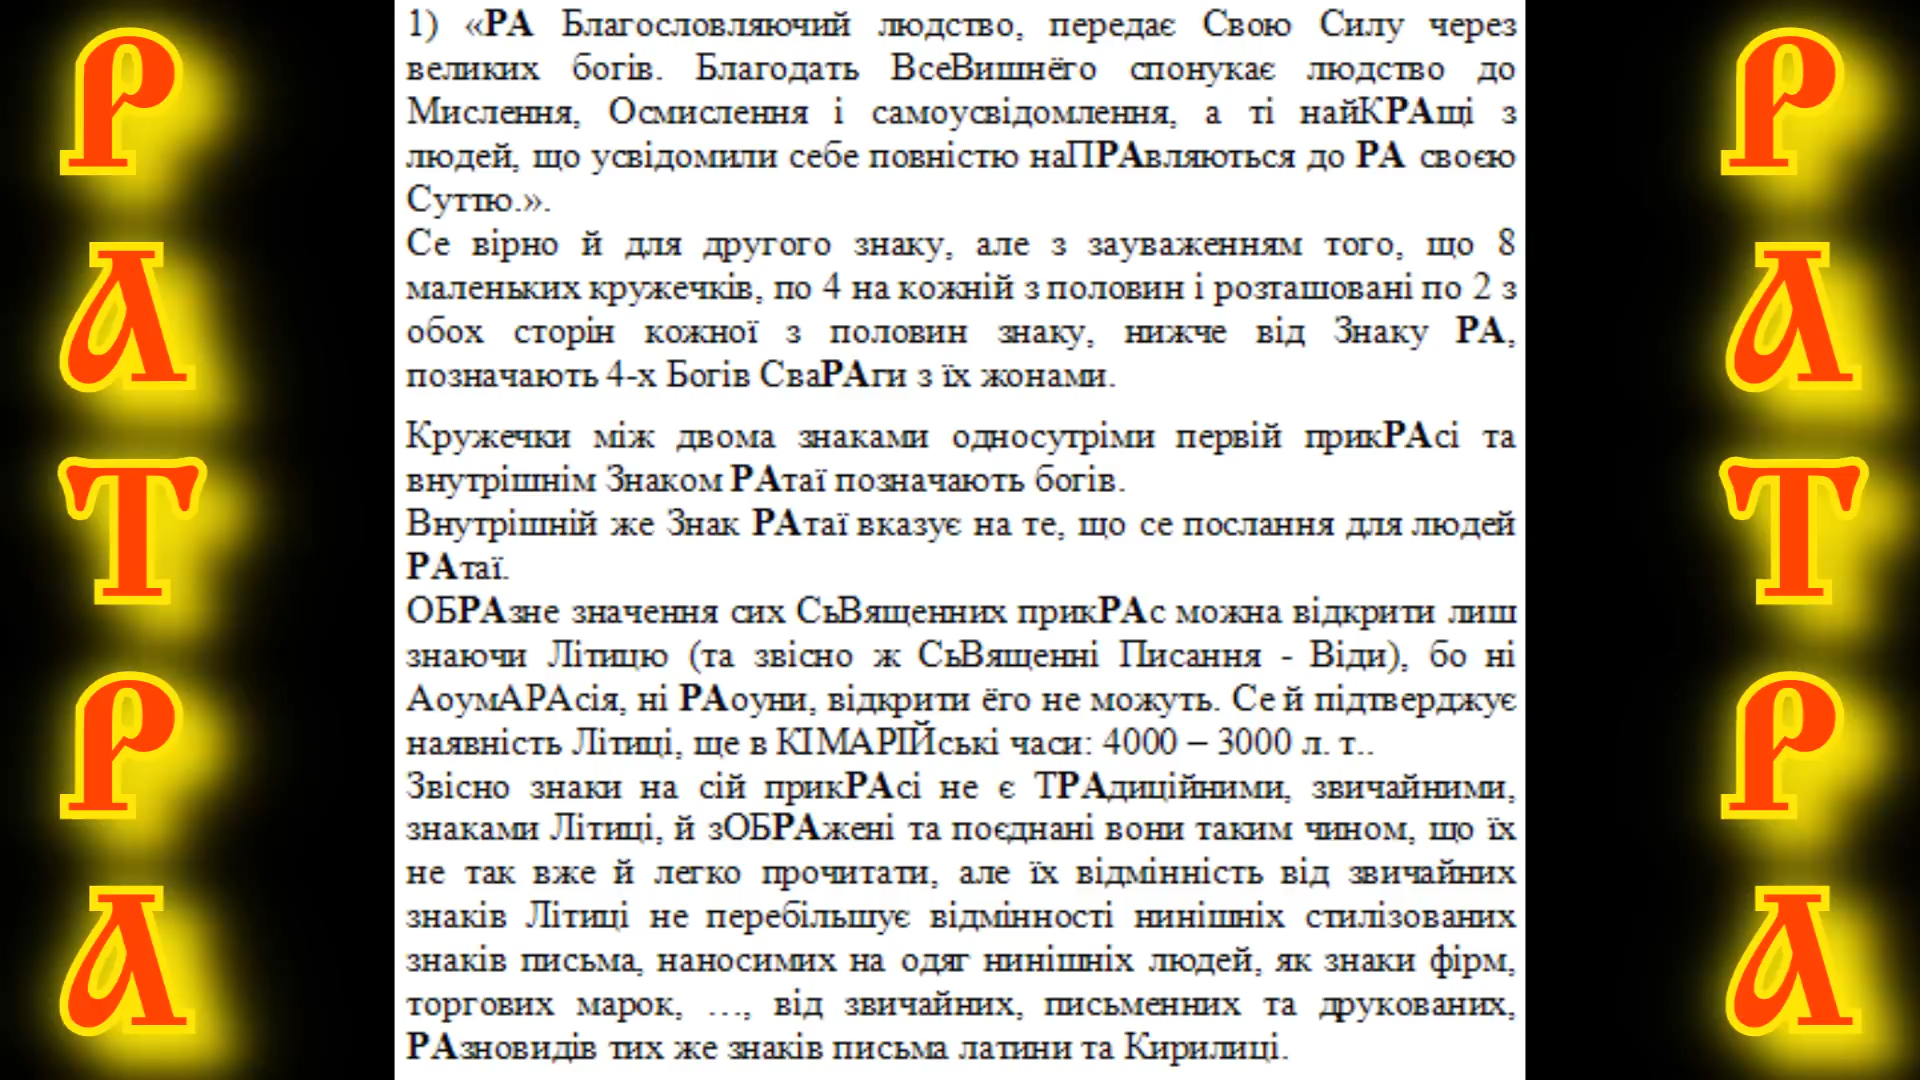 Р
А
Т
Р
А
1) «РА Благословляючий людство, передає Свою Силу через
великих богів. Благодать ВсеВишнёго спонукає людство до
Мислення, Осмислення і самоусвідомлення, а ті найКРАщі з
людей, що усвідомили себе повністю наПРАвляються до РА своєю
Суттю.».
Се вірно й для другого знаку, але з зауваженням того, що 8
маленьких кружечків, по 4 на кожній з половин і розташовані по 2 з
обох сторін кожної з половин знаку, нижче від Знаку РА,
позначають 4-х Богів СваРАги з їх жонами.
Кружечки між двома знаками односутріми первій прикРАсі та
внутрішнім Знаком РАтаї позначають богів.
Внутрішній же Знак РАтаї вказує на те, що се послання для людей
РАтаї.
ОБРАзне значення сих СьВященних прикРАс можна відкрити лиш
знаючи Літицю (та звісно ж СьВященні Писання - Віди), бо ні
АоумАРАсія, ні РАоуни, відкрити ёго не можуть. Се й підтверджує
наявність Літиці, ще в КІМАРІЙські часи: 4000 – 3000 л. т..
Звісно знаки на сій прикРАсі не є ТРАдиційними, звичайними,
знаками Літиці, й зОБРАжені та поєднані вони таким чином, що їх
не так вже й легко прочитати, але їх відмінність від звичайних
знаків Літиці не перебільшує відмінності нинішніх стилізованих
знаків письма, наносимих на одяг нинішніх людей, як знаки фірм,
торгових марок, …, від звичайних, письменних та друкованих,
РАзновидів тих же знаків письма латини та Кирилиці.
Р
А
Т
Р
А